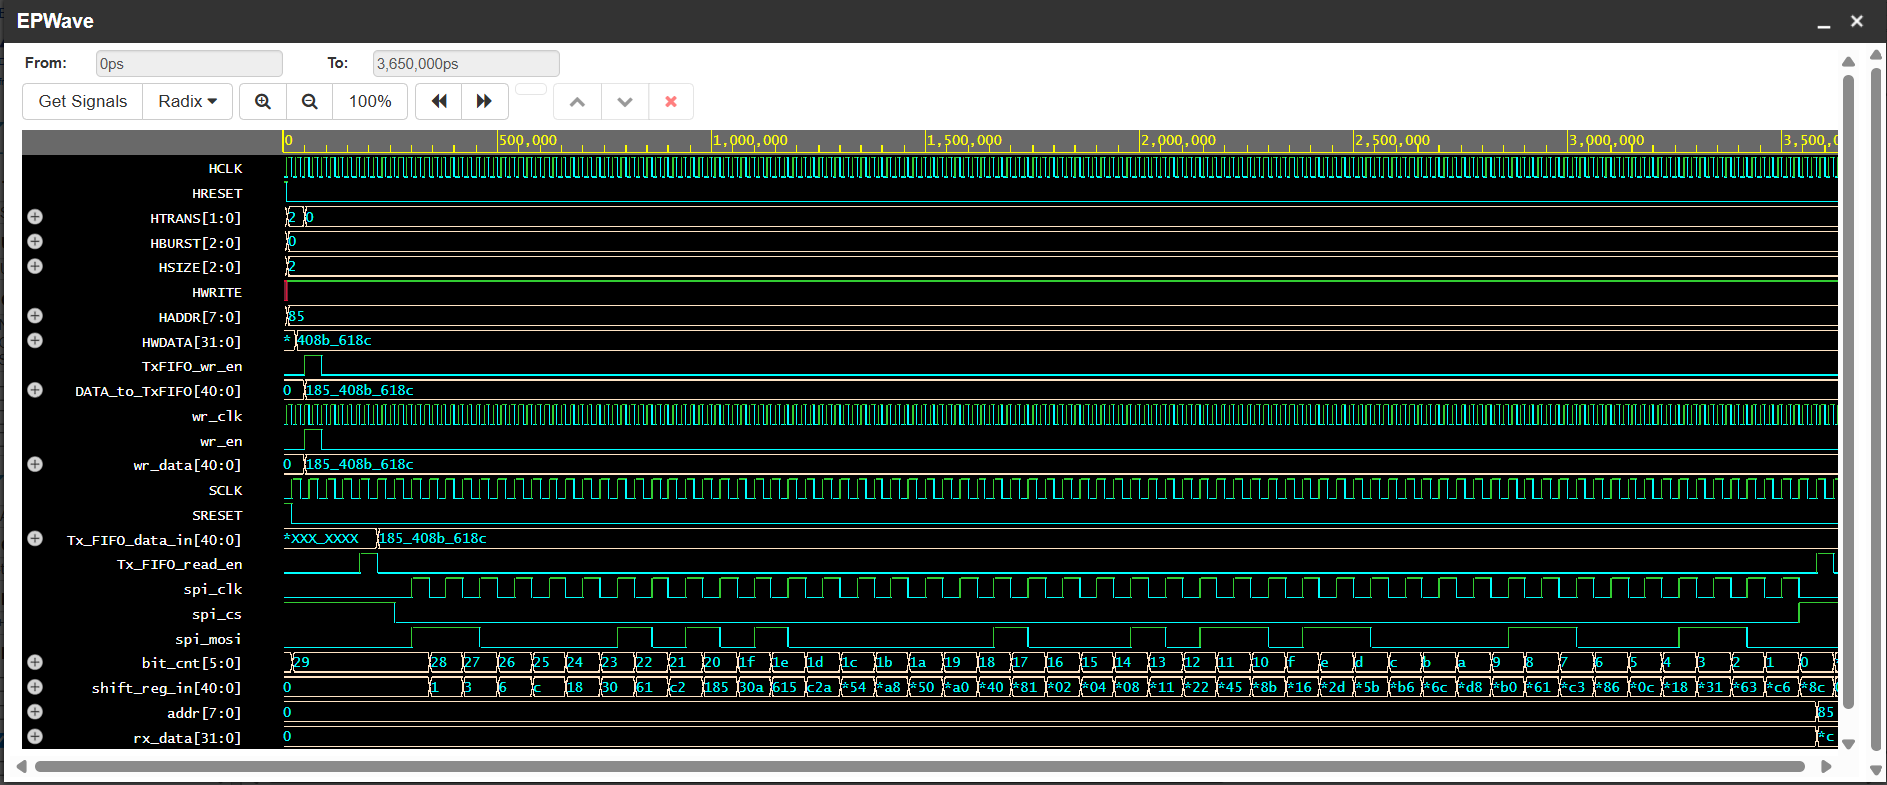 EPWave
From: 0ps To: 3,650,000ps
Get Signals Radix 100%
0 500,000 1,000,000 1,500,000 2,000,000 2,500,000 3,000,000 3,500,0
HCLK
HRESET
HTRANS[1:0] 2 0
HBURST[2:0] 0
HSIZE[2:0] 2
HWRITE
HADDR[7:0] 85
HWDATA[31:0] * 408b_618c
TxFIFO_wr_en
DATA_to_TxFIFO[40:0] 0 185_408b_618c
wr_clk
wr_en
wr_data[40:0] 0 185_408b_618c
SCLK
SRESET
Tx_FIFO_data_in[40:0] *XXX_XXXX 185_408b_618c
Tx_FIFO_read_en
spi_clk
spi_cs
spi_mosi
bit_cnt[5:0] 29 28 27 26 25 24 23 22 21 20 1f 1e 1d 1c 1b 1a 19 18 17 16 15 14 13 12 11 10 f e d c b a 9 8 7 6 5 4 3 2 1 0
shift_reg_in[40:0] 0 1 3 6 c 18 30 61 c2 185 30a 615 c2a *54 *a8 *50 *a0 *40 *81 *02 *04 *08 *11 *22 *45 *8b *16 *2d *5b *b6 *6c *d8 *b0 *61 *c3 *86 *0c *18 *31 *63 *c6 *8c
addr[7:0] 0 85
rx_data[31:0] 0 *c